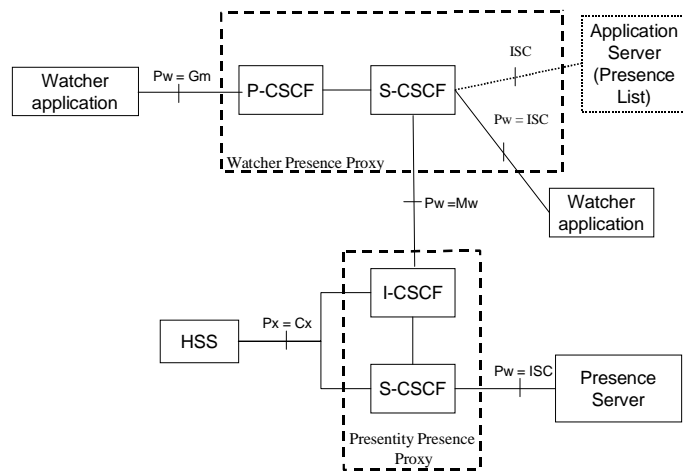 Watcher
application
Pw = Gm
P-CSCF
S-CSCF
ISC
Application
Server
(Presence
List)
Pw = ISC
Watcher Presence Proxy
Watcher
application
Pw =Mw
I-CSCF
HSS
Px = Cx
S-CSCF
Pw = ISC
Presence
Server
Presentity Presence
Proxy